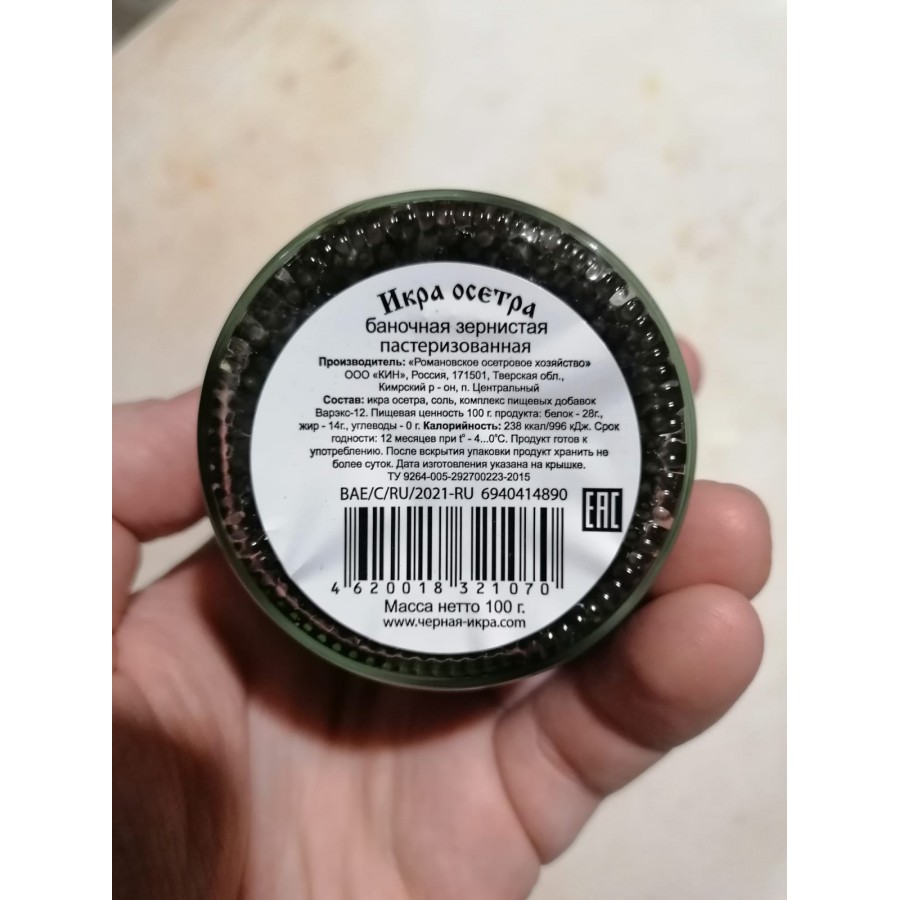 Икра осетра
баночная зернистая
пастеризованная
Производитель: «Романовское осетровое хозяйство»
ООО «КИН», Россия, 171501, Тверская обл.,
Кимрский р - он, п. Центральный
Состав: икра осетра, соль, комплекс пищевых добавок
Варэкс-12. Пищевая ценность 100 г. продукта: белок - 28г.,
жир - 14г., углеводы - 0 г. Калорийность: 238 ккал/996 кДж. Срок
годности: 12 месяцев при t° - 4...0°С. Продукт готов к
употреблению. После вскрытия упаковки продукт хранить не
более суток. Дата изготовления указана на крышке.
ТУ 9264-005-292700223-2015
BAE/C/RU/2021-RU 6940414890
EAC
4 620018 321070
Масса нетто 100 г.
www.черная-икра.com